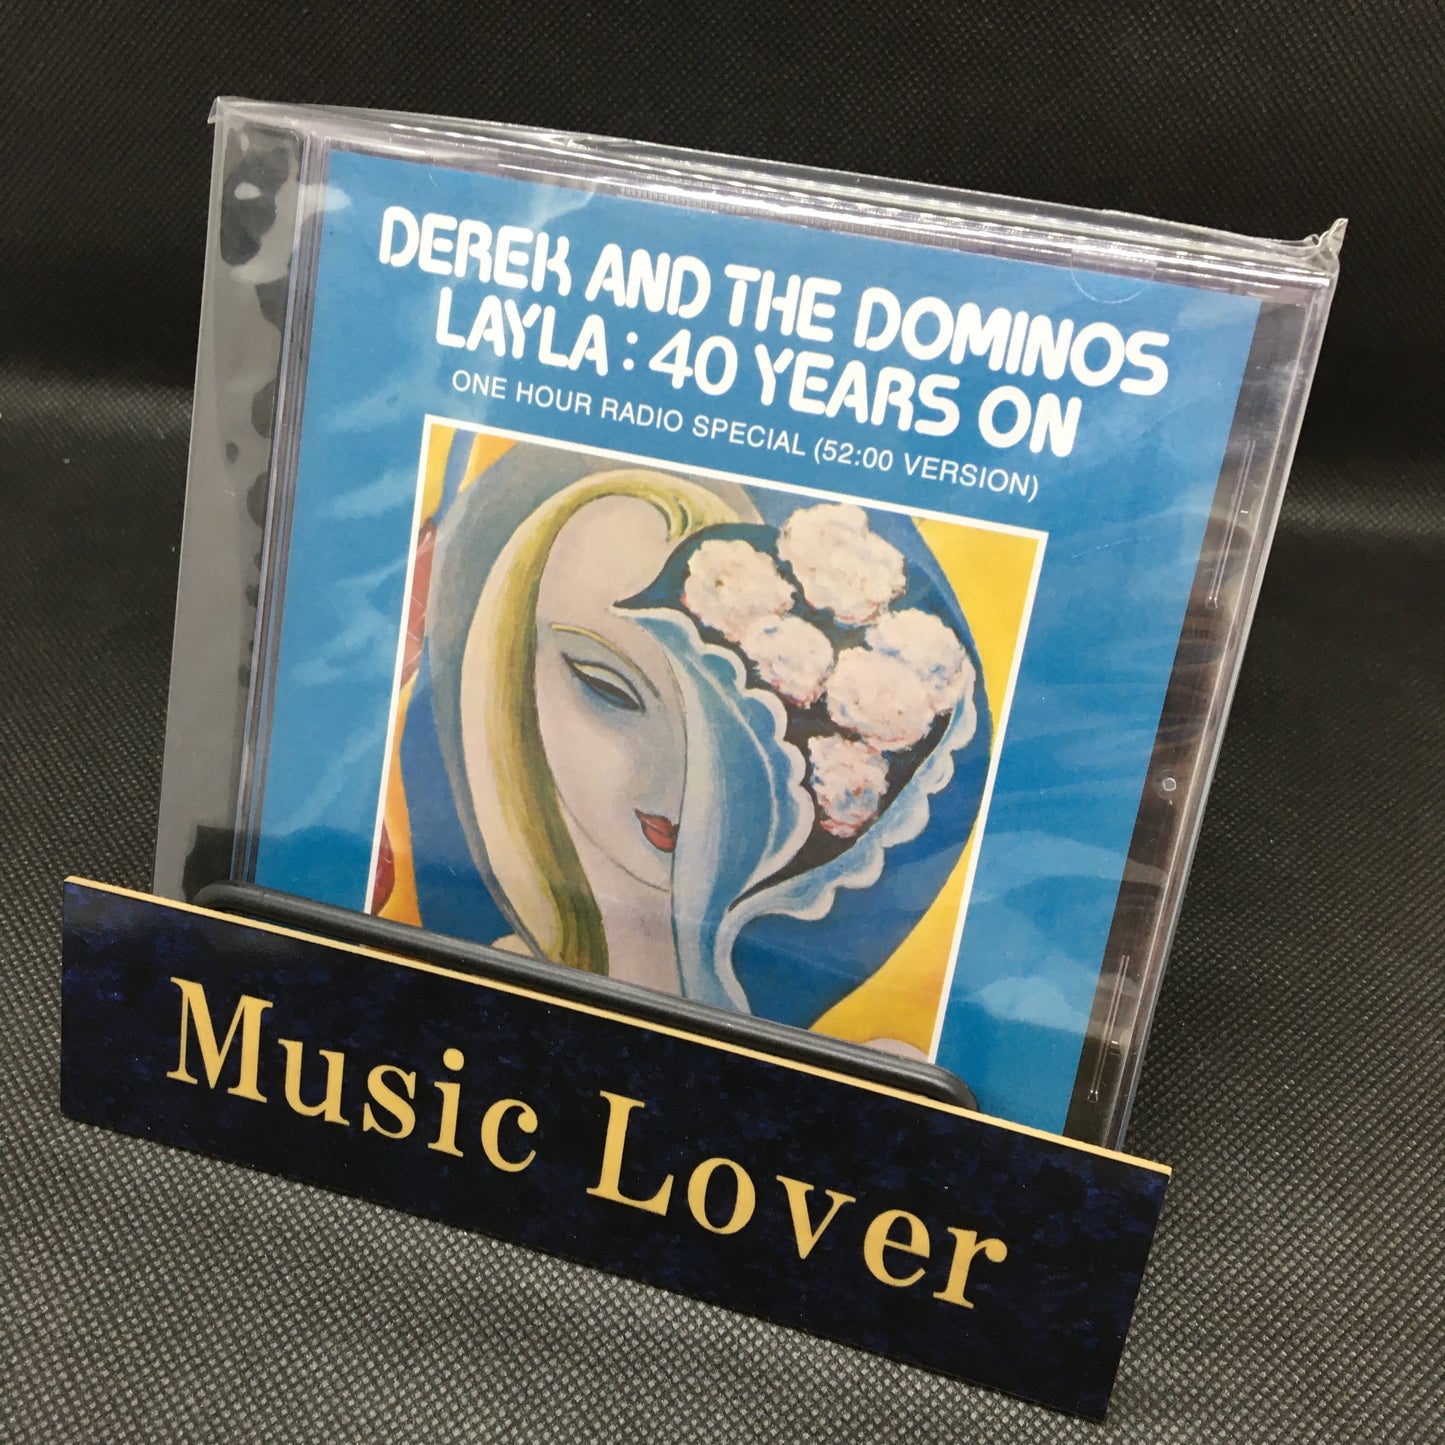 DEREK AND THE DOMINOS
LAYLA : 40 YEARS ON
ONE HOUR RADIO SPECIAL (52:00 VERSION)
Music Lover